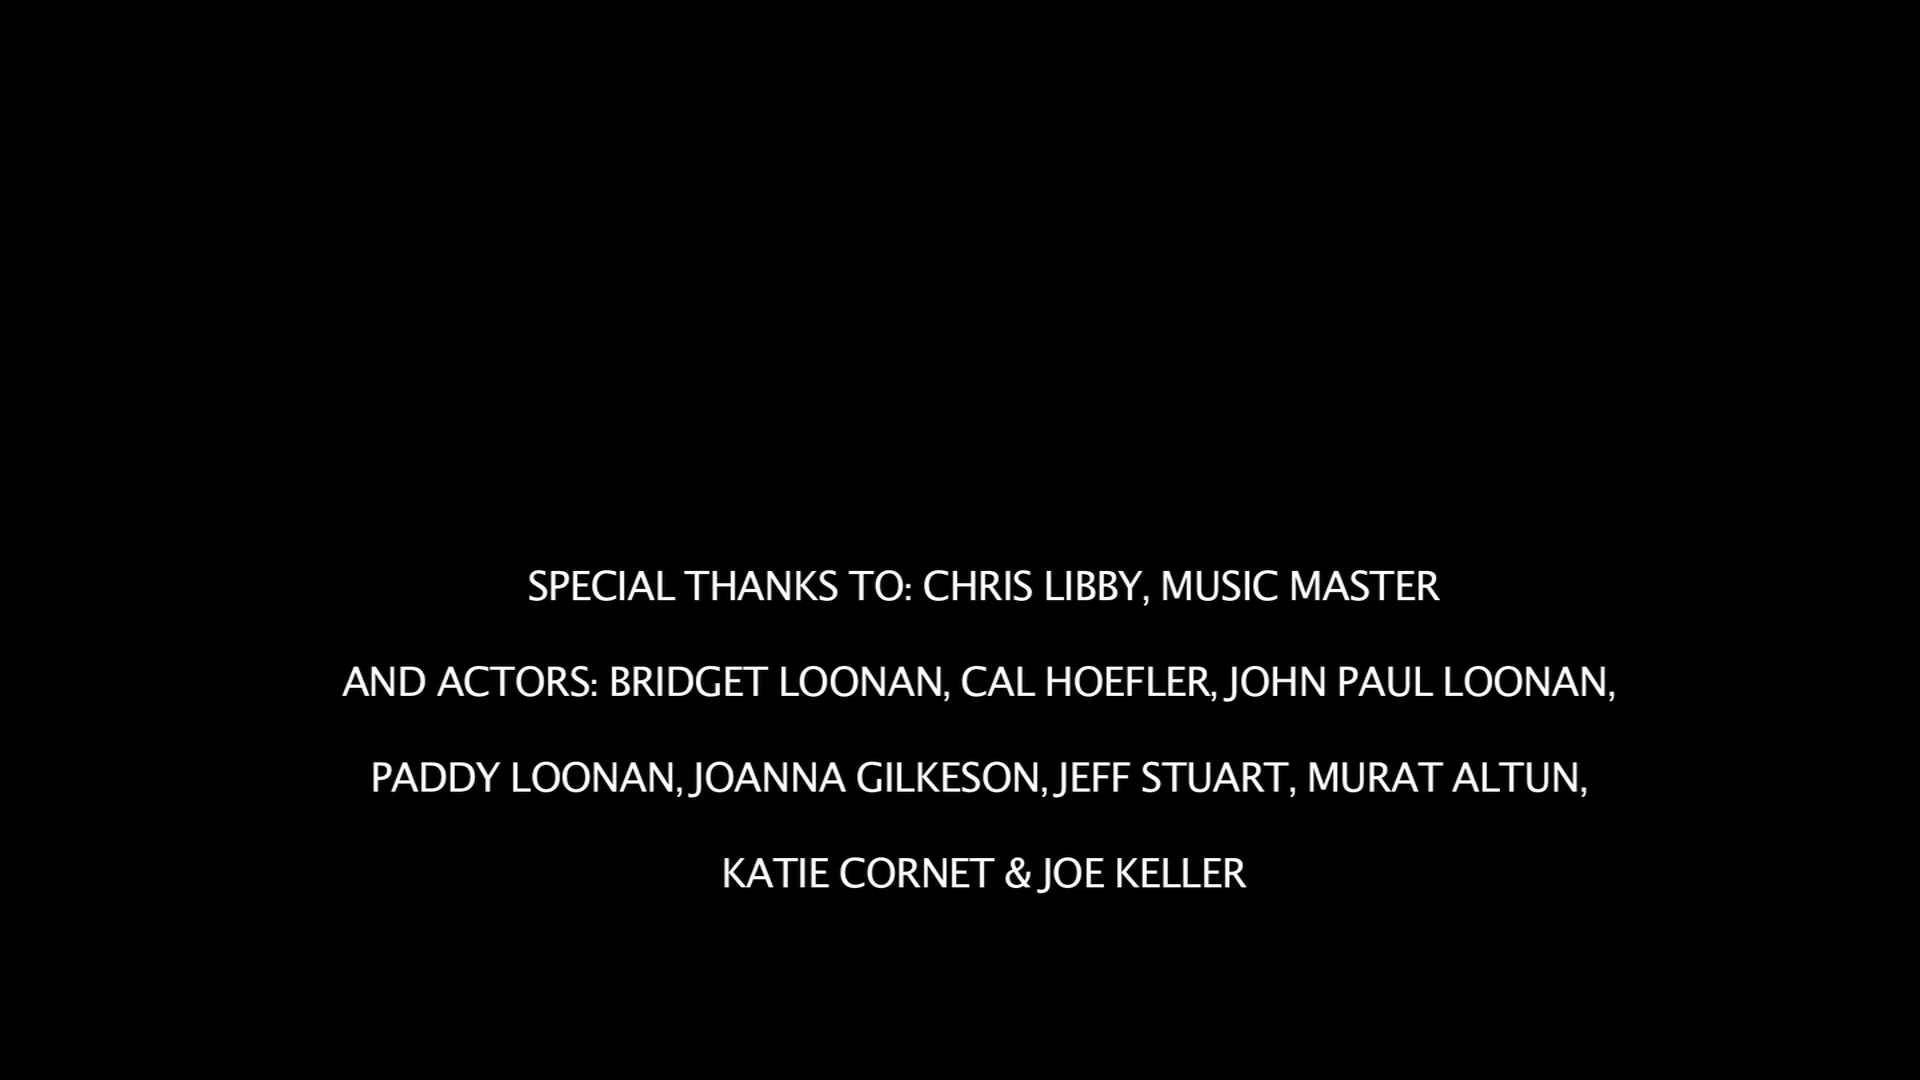 SPECIAL THANKS TO: CHRIS LIBBY, MUSIC MASTER
AND ACTORS: BRIDGET LOONAN, CAL HOEFLER, JOHN PAUL LOONAN,
PADDY LOONAN, JOANNA GILKESON, JEFF STUART, MURAT ALTUN,
KATIE CORNET & JOE KELLER